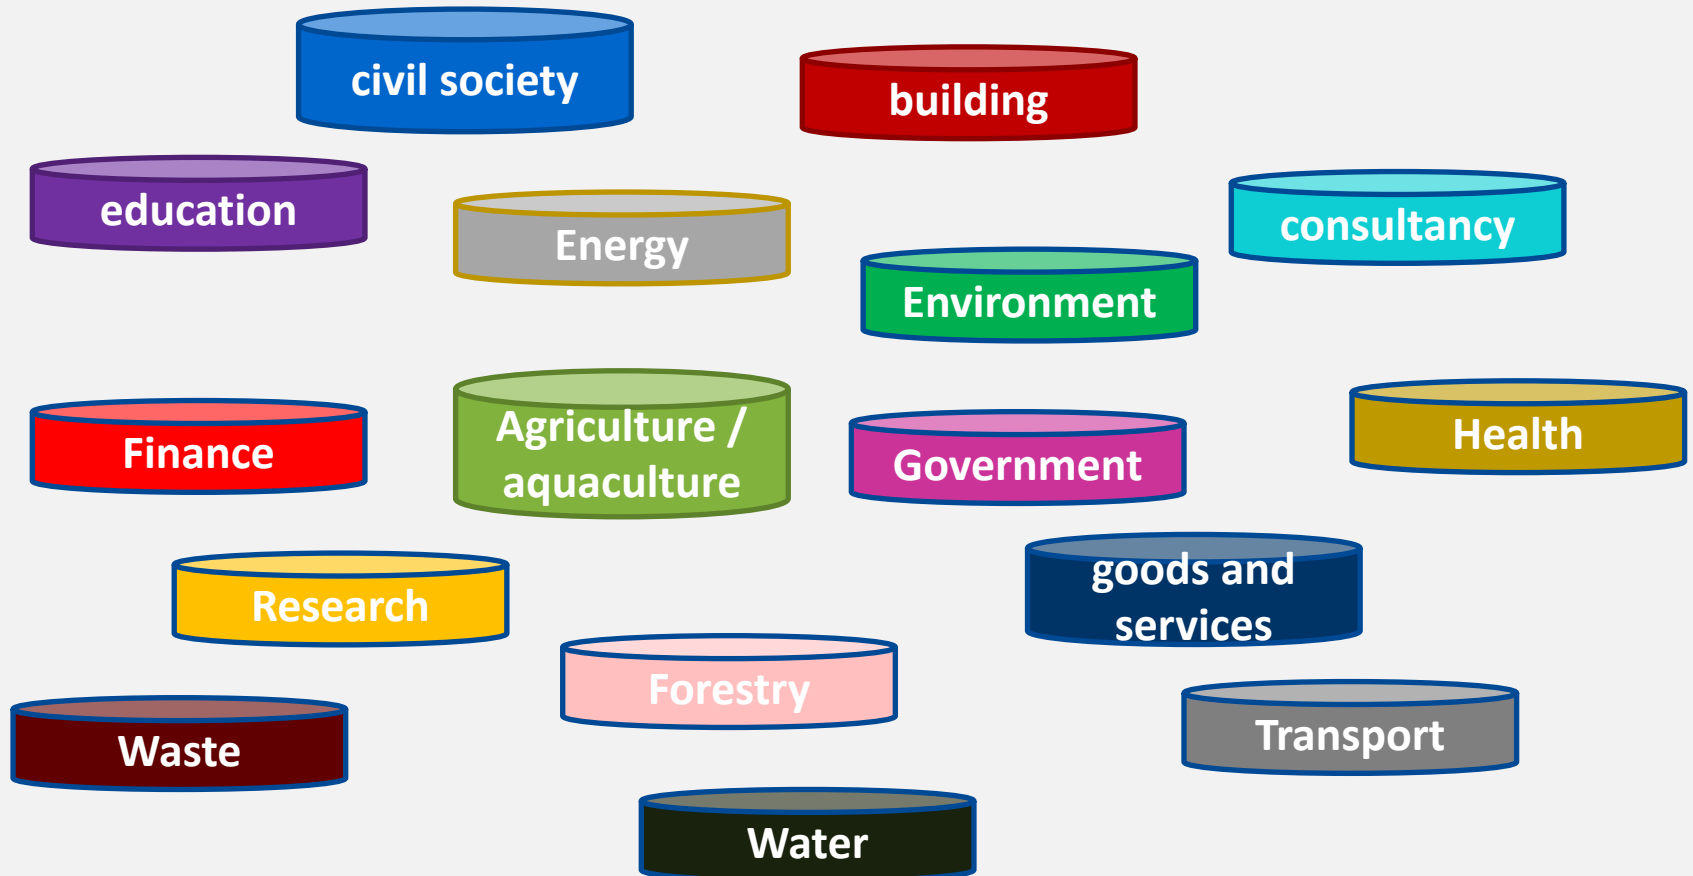 civil society
building
education
Energy
consultancy
Environment
Finance
Agriculture /
aquaculture
Government
Health
Research
goods and
services
Forestry
Waste
Transport
Water